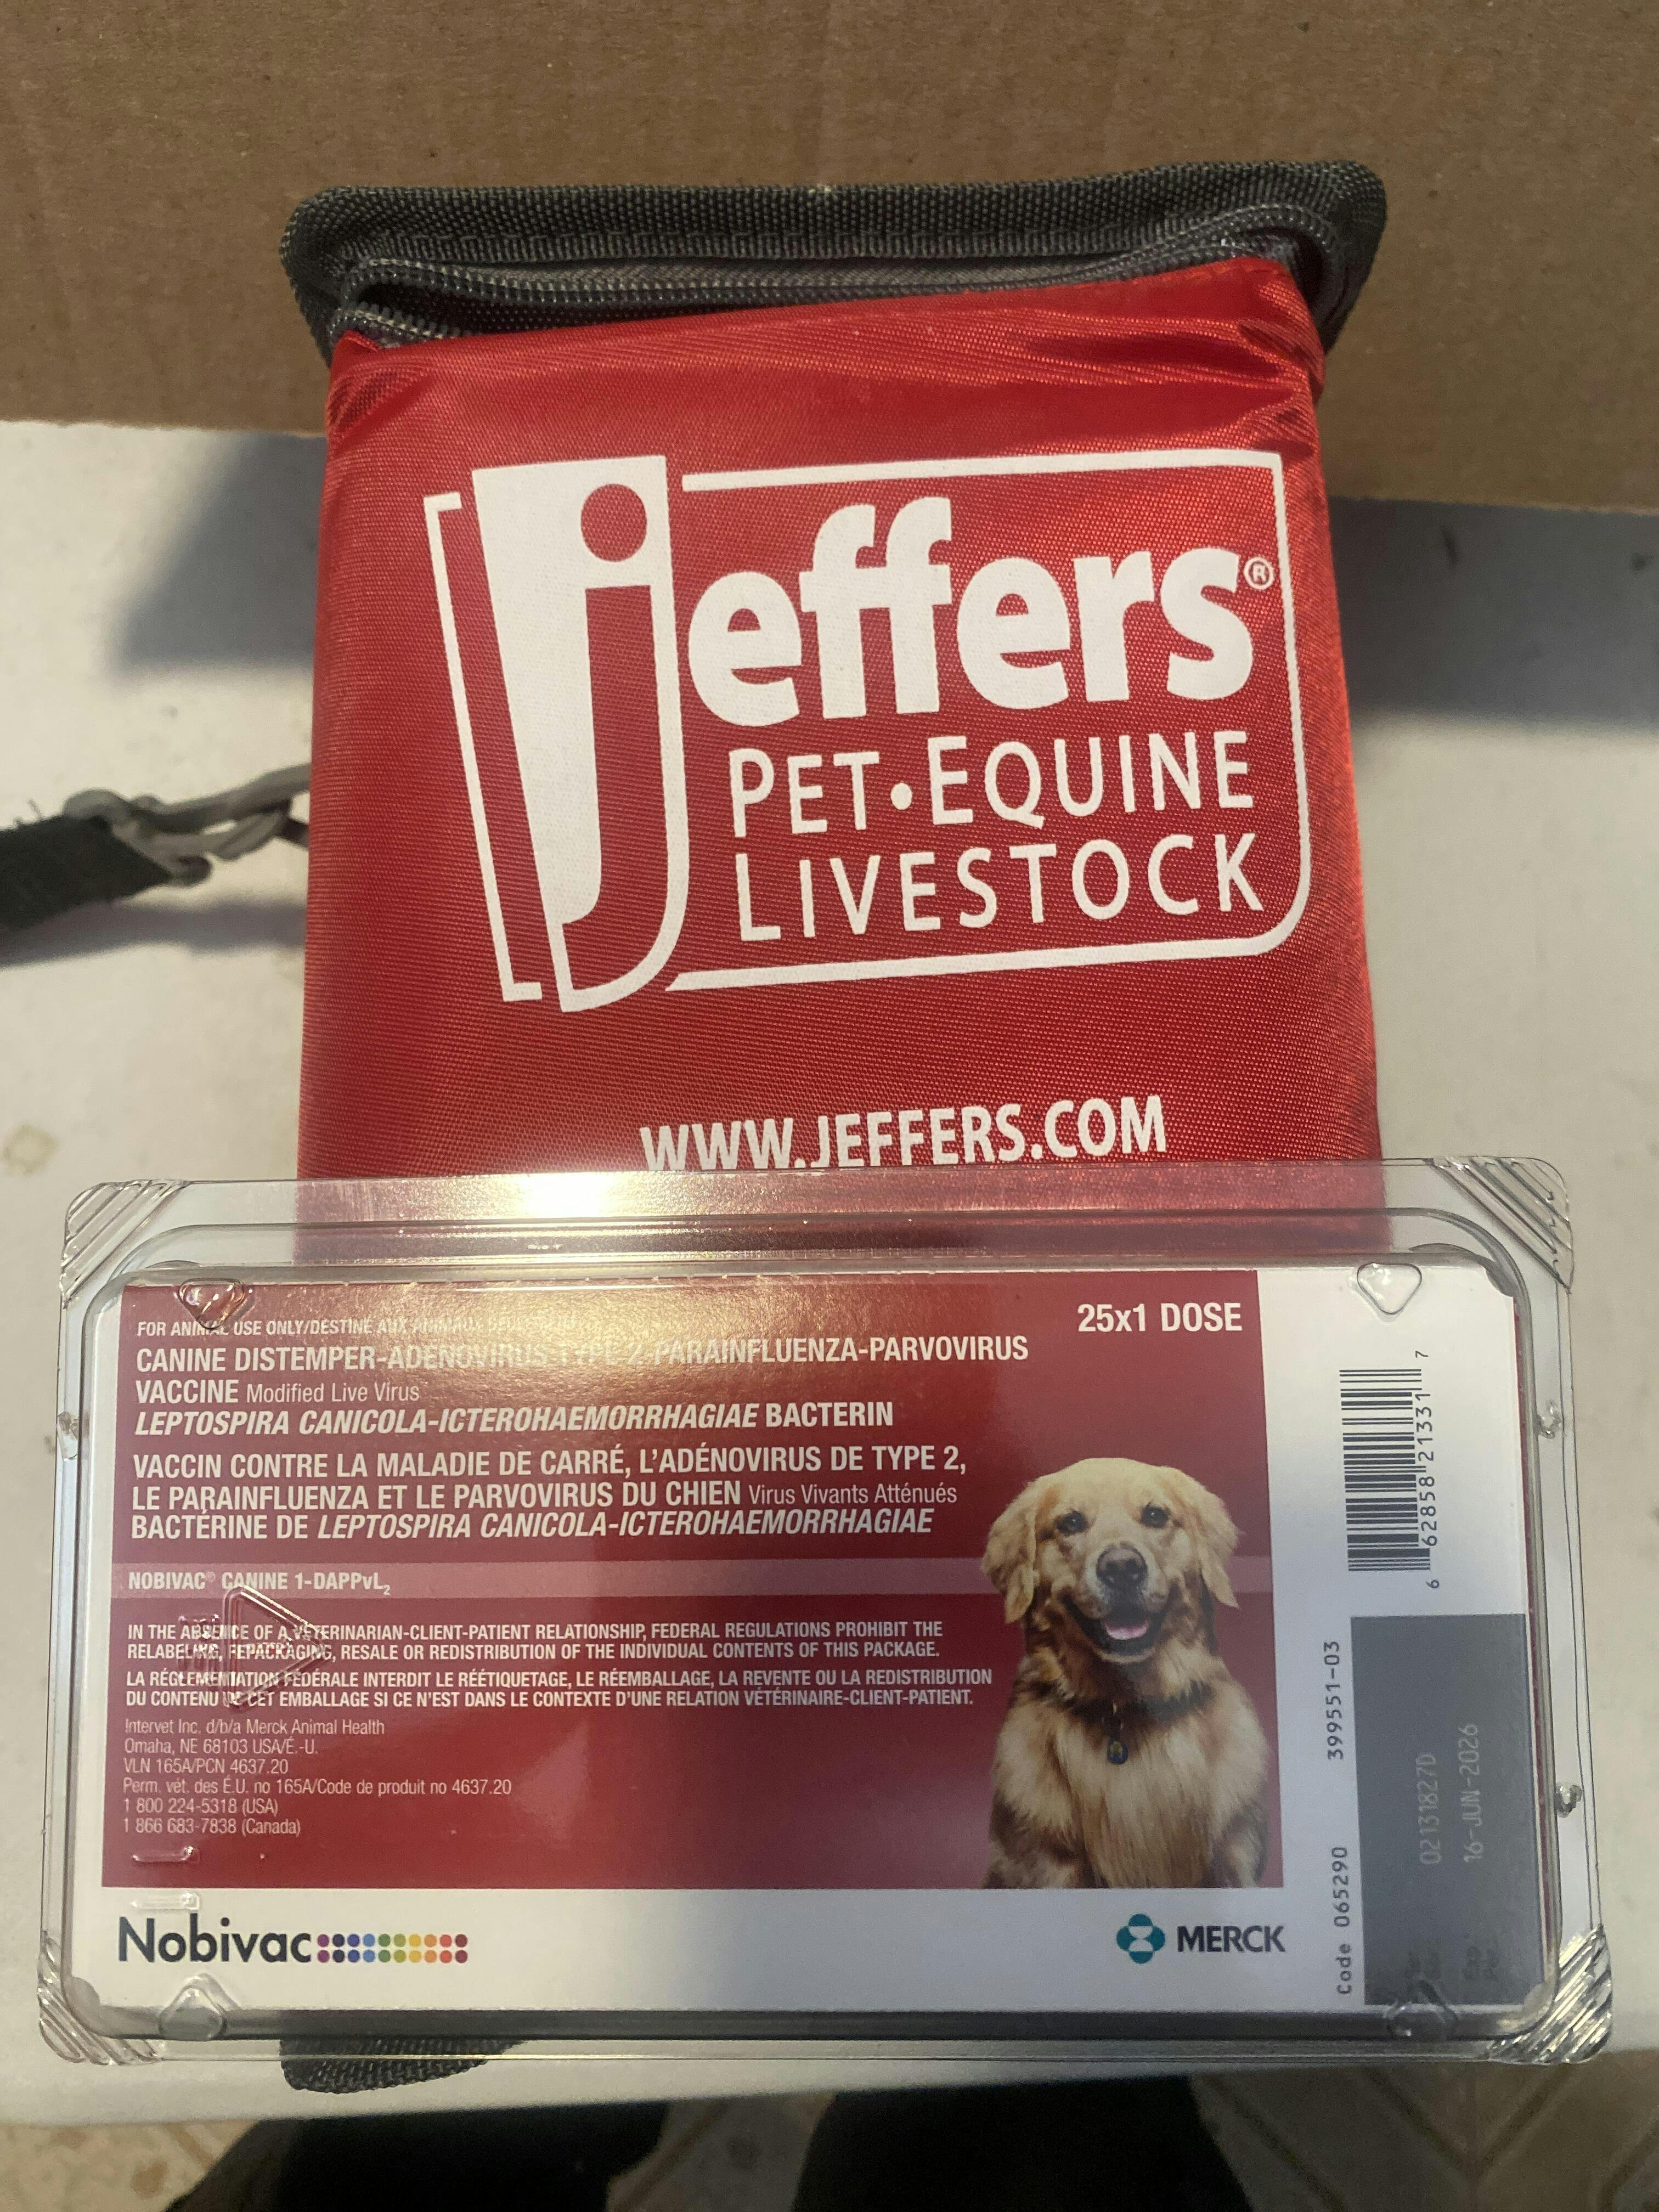 jeffers®
PET•EQUINE
LIVESTOCK
WWW.JEFFERS.COM
25x1 DOSE
FOR ANIMAL USE ONLY/DESTINÉ AUX ANIMAUX
CANINE DISTEMPER-ADENOVIRUS TYPE 2-PARAINFLUENZA-PARVOVIRUS
VACCINE Modified Live Virus
LEPTOSPIRA CANICOLA-ICTEROHAEMORRHAGIAE BACTERIN
VACCIN CONTRE LA MALADIE DE CARRÉ, L'ADÉNOVIRUS DE TYPE 2,
LE PARAINFLUENZA ET LE PARVOVIRUS DU CHIEN Virus Vivants Atténués
BACTÉRINE DE LEPTOSPIRA CANICOLA-ICTEROHAEMORRHAGIAE
NOBIVAC® CANINE 1-DAPPvL2
IN THE ABSENCE OF A VETERINARIAN-CLIENT-PATIENT RELATIONSHIP, FEDERAL REGULATIONS PROHIBIT THE
RELABELING, REPACKAGING, RESALE OR REDISTRIBUTION OF THE INDIVIDUAL CONTENTS OF THIS PACKAGE.
LA RÉGLEMENTATION FÉDÉRALE INTERDIT LE RÉÉTIQUETAGE, LE RÉEMBALLAGE, LA REVENTE OU LA REDISTRIBUTION
DU CONTENU DE CET EMBALLAGE SI CE N'EST DANS LE CONTEXTE D'UNE RELATION VÉTÉRINAIRE-CLIENT-PATIENT.
Intervet Inc. d/b/a Merck Animal Health
Omaha, NE 68103 USA/É.-U.
VLN 165A/PCN 4637.20
Perm. vét. des É.U. no 165A/Code de produit no 4637.20
1 800 224-5318 (USA)
1 866 683-7838 (Canada)
Nobivac
MERCK
6 62858 21331 7
Code 065290 399551-03
02131827D
16-JUN-2026